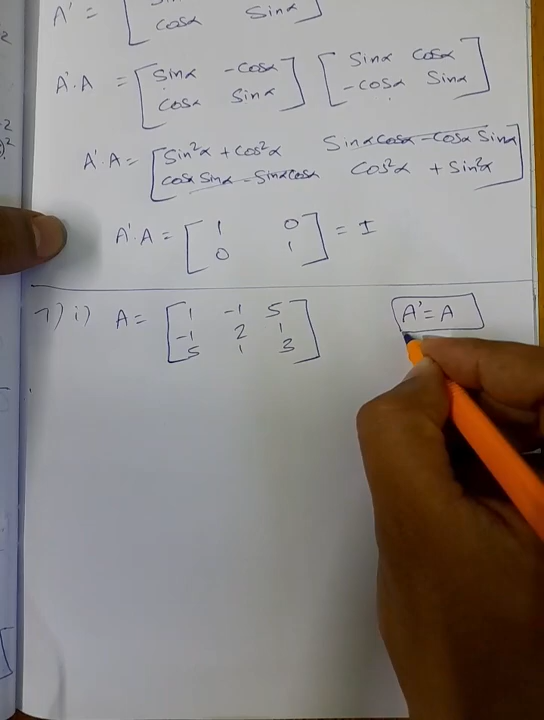 A' = [
cosα sinα ]
A'.A = [ sinα -cosα ] [ sinα cosα ]
[ cosα sinα ] [ -cosα sinα ]
A'.A = [ sin²α + cos²α sinαcosα - cosα sinα ]
[ cosα sinα - sinαcosα cos²α + sin²α ]
A'.A = [ 1 0 ] = I
[ 0 1 ]
7) i) A = [ 1 -1 5 ] A' = A
[ -1 2 1 ]
[ 5 1 3 ]